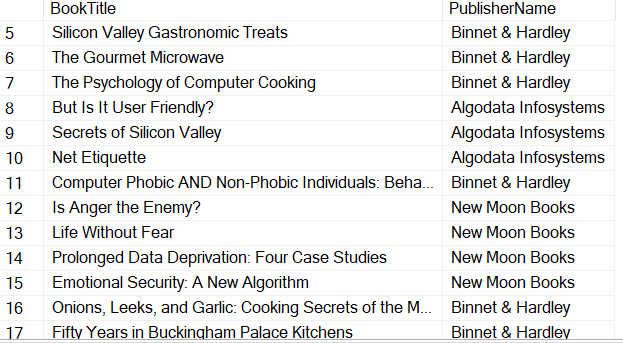 BookTitle PublisherName
5 Silicon Valley Gastronomic Treats Binnet & Hardley
6 The Gourmet Microwave Binnet & Hardley
7 The Psychology of Computer Cooking Binnet & Hardley
8 But Is It User Friendly? Algodata Infosystems
9 Secrets of Silicon Valley Algodata Infosystems
10 Net Etiquette Algodata Infosystems
11 Computer Phobic AND Non-Phobic Individuals: Beha... Binnet & Hardley
12 Is Anger the Enemy? New Moon Books
13 Life Without Fear New Moon Books
14 Prolonged Data Deprivation: Four Case Studies New Moon Books
15 Emotional Security: A New Algorithm New Moon Books
16 Onions, Leeks, and Garlic: Cooking Secrets of the M... Binnet & Hardley
17 Fifty Years in Buckingham Palace Kitchens Binnet & Hardley